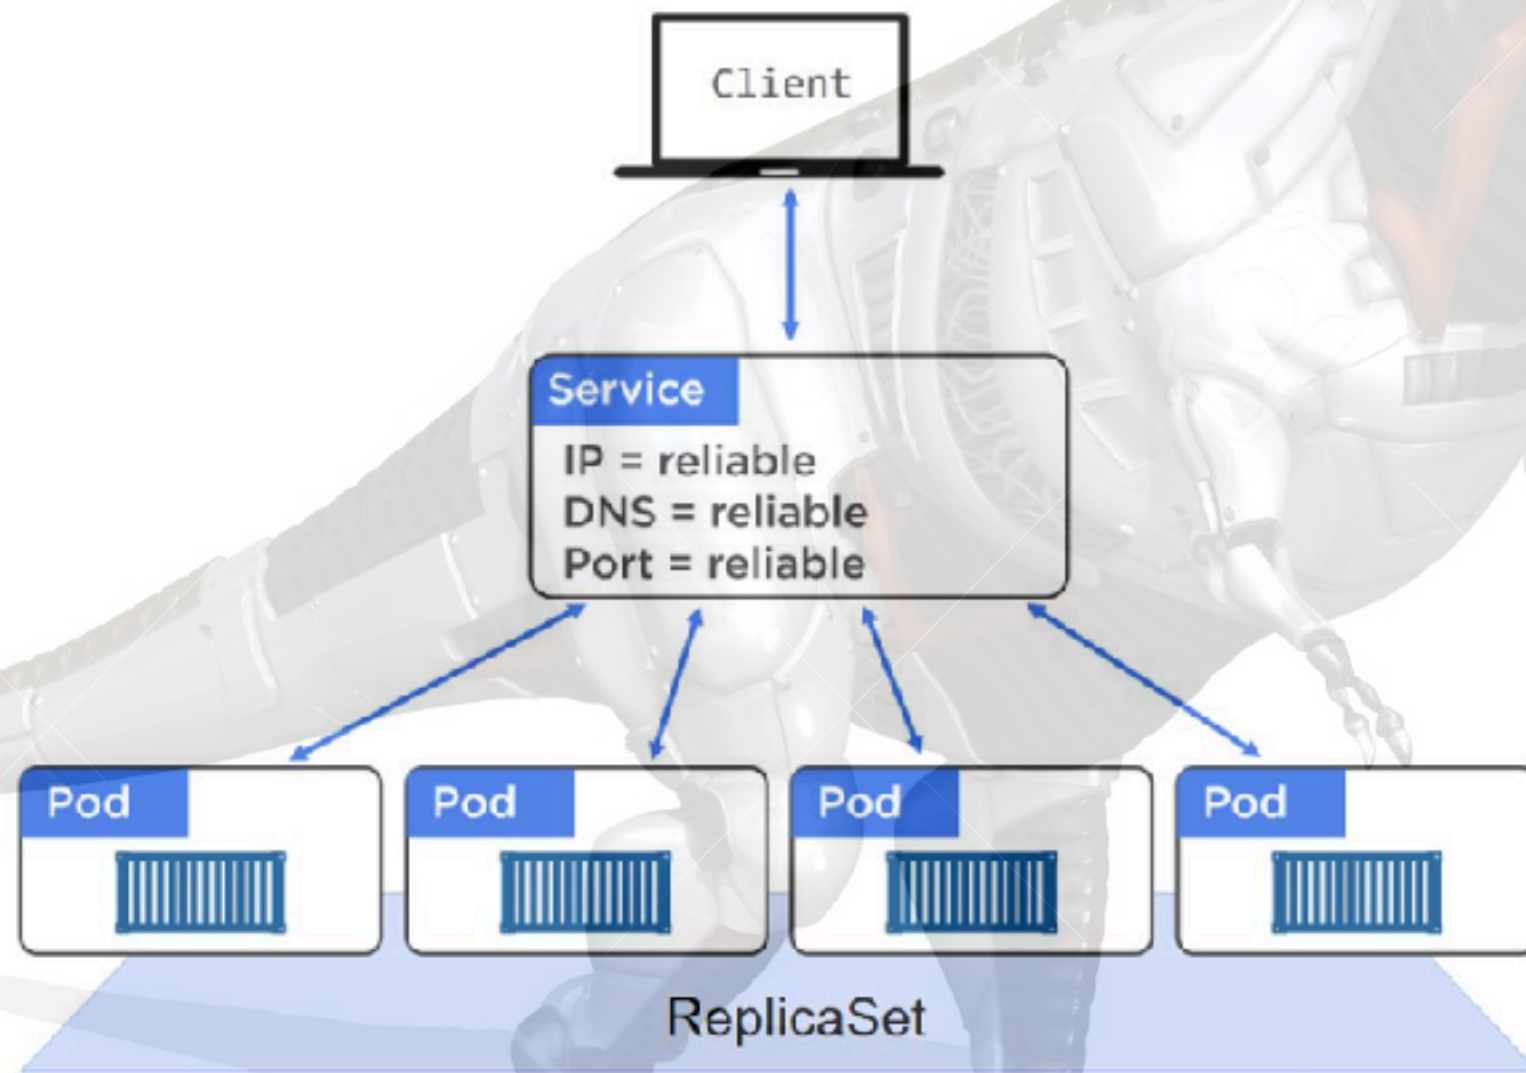 Client
Service
IP = reliable
DNS = reliable
Port = reliable
Pod
Pod
Pod
Pod
ReplicaSet